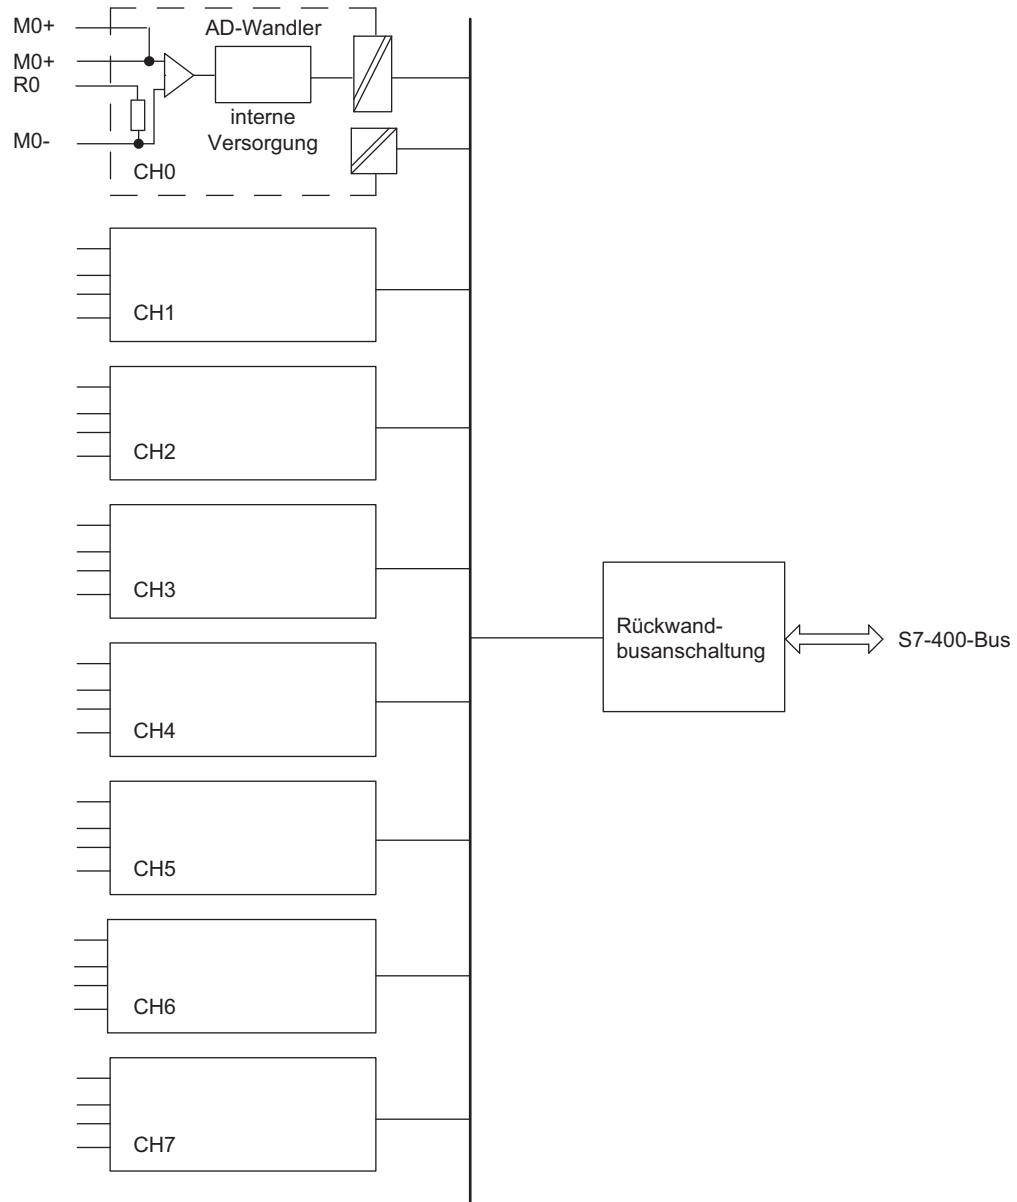 M0+
AD-Wandler
M0+
R0
interne
Versorgung
M0-
CH0
CH1
CH2
CH3
Rückwand-
busanschaltung
S7-400-Bus
CH4
CH5
CH6
CH7